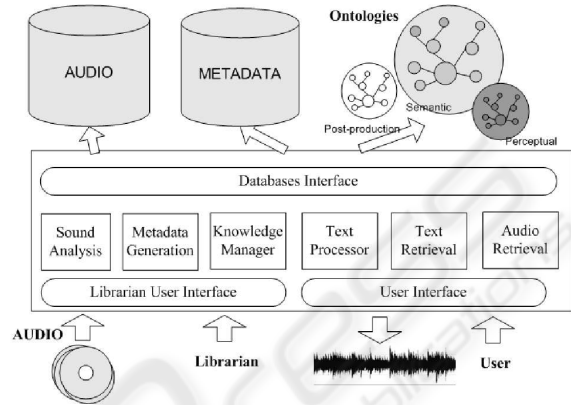 Ontologies
AUDIO
METADATA
Semantic
Post-production
Perceptual
Databases Interface
Sound
Analysis
Metadata
Generation
Knowledge
Manager
Text
Processor
Text
Retrieval
Audio
Retrieval
Librarian User Interface
User Interface
AUDIO
Librarian
User